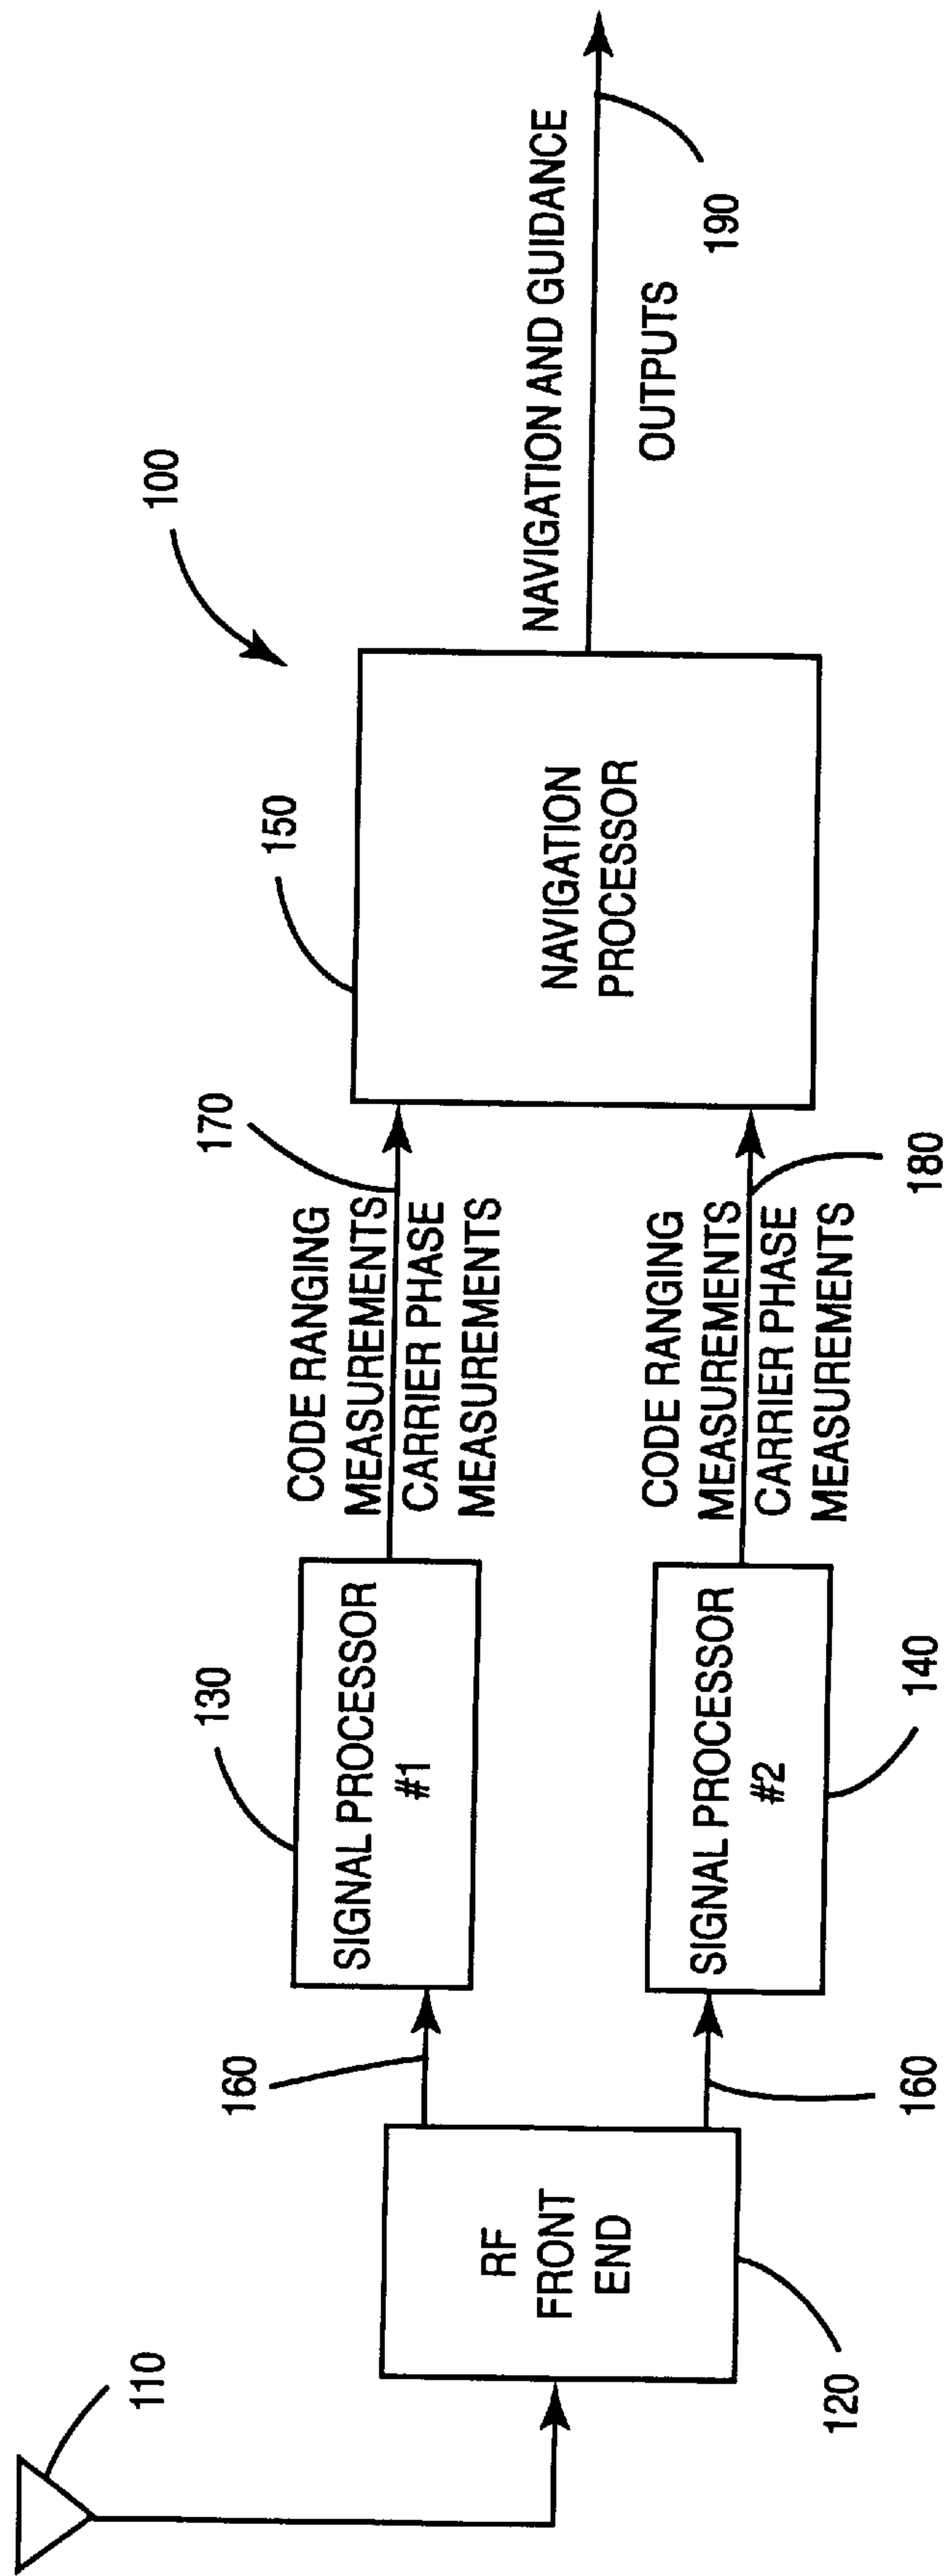 100
110
RF
FRONT
END
120
160
160
SIGNAL PROCESSOR
#1
130
SIGNAL PROCESSOR
#2
140
CODE RANGING
MEASUREMENTS
CARRIER PHASE
MEASUREMENTS
170
CODE RANGING
MEASUREMENTS
CARRIER PHASE
MEASUREMENTS
180
NAVIGATION
PROCESSOR
150
NAVIGATION AND GUIDANCE
OUTPUTS
190